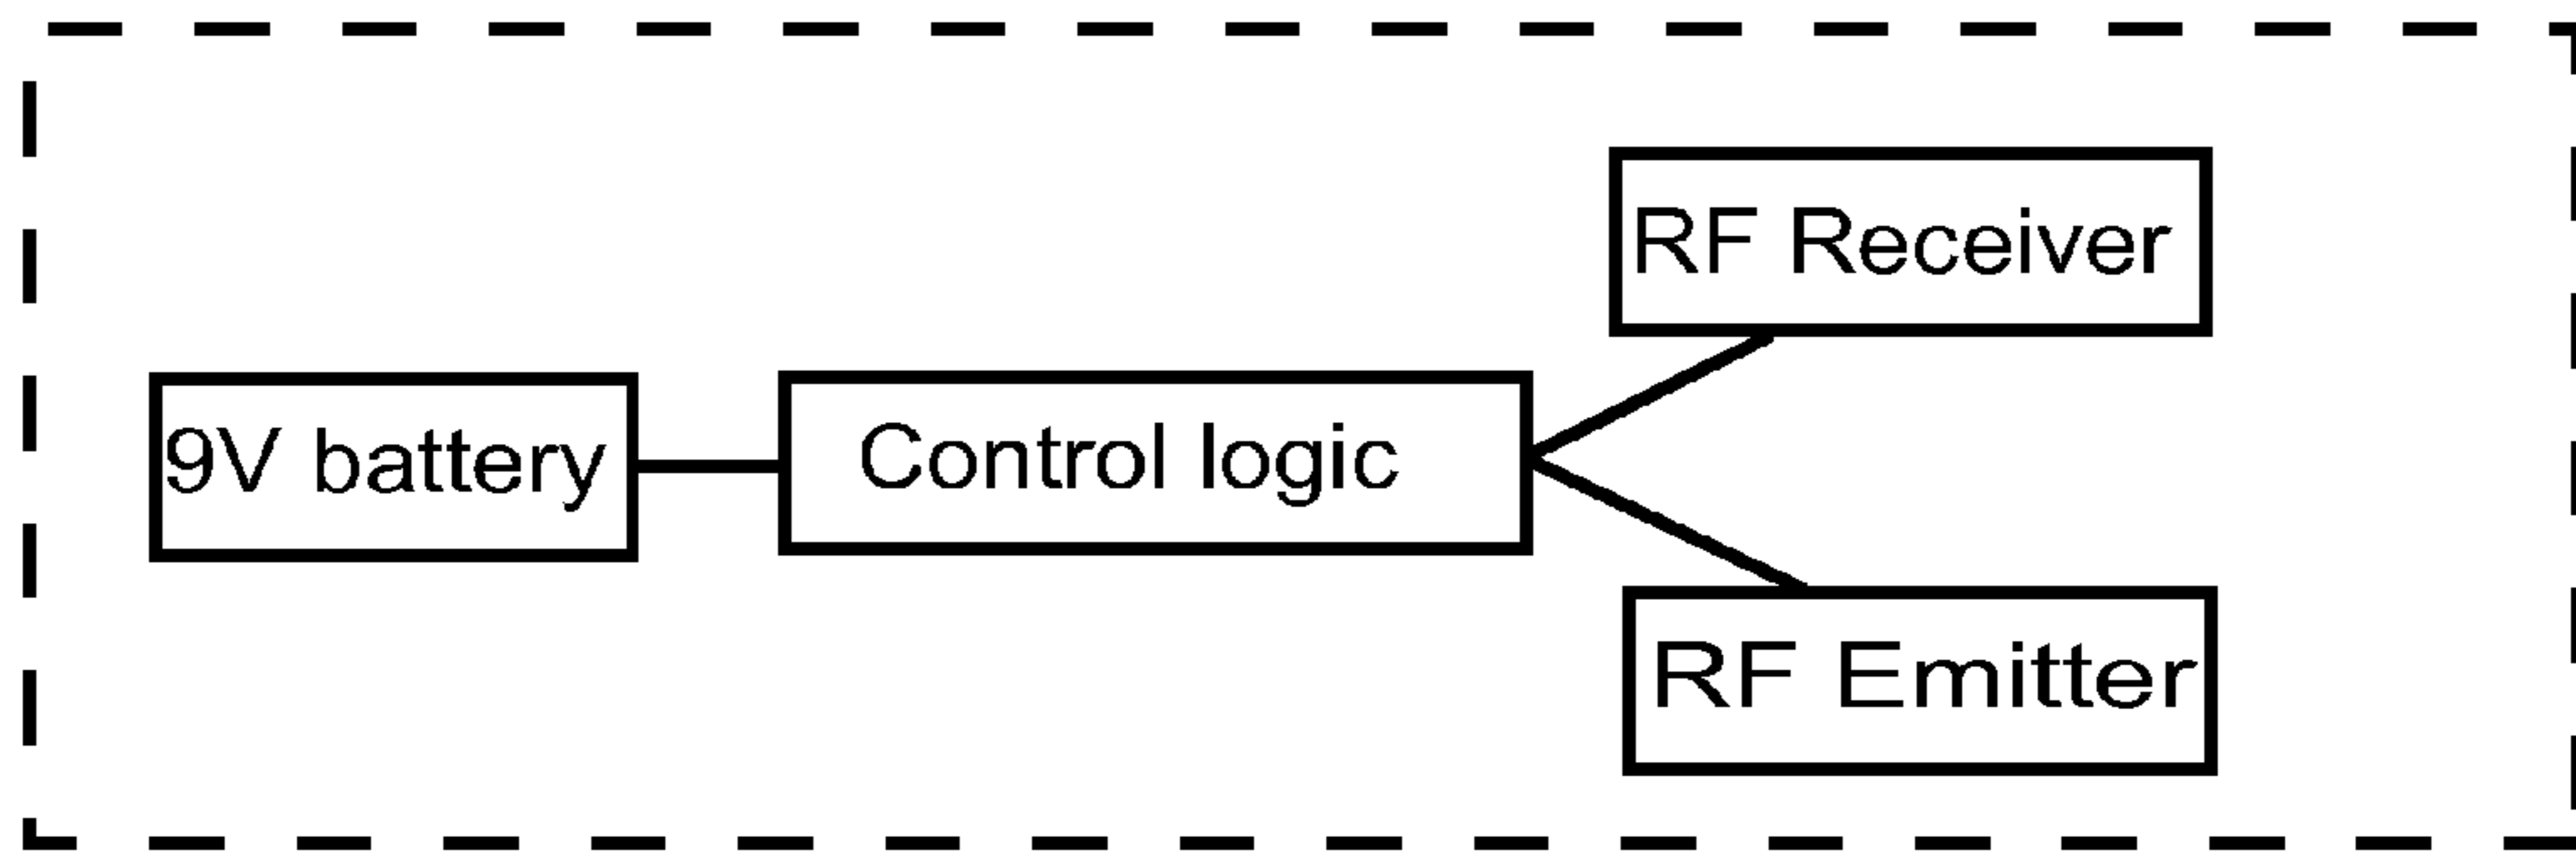 RF Receiver
9V battery
Control logic
RF Emitter